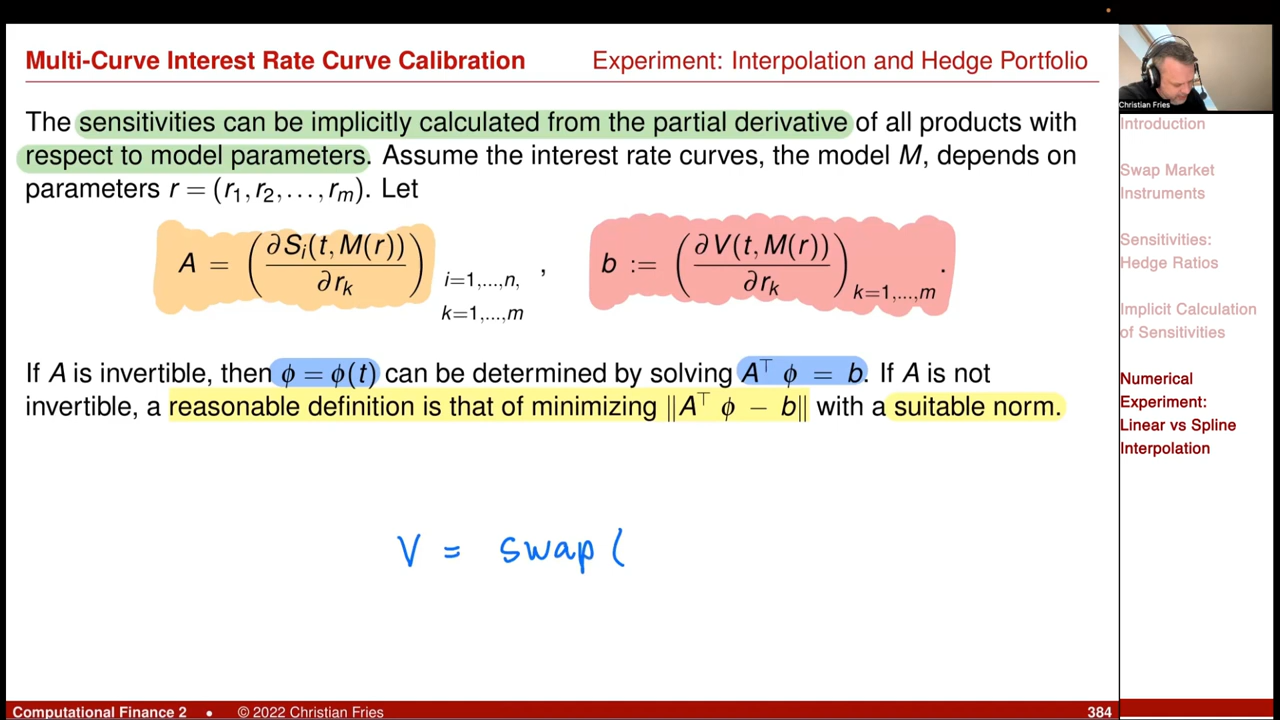 Multi-Curve Interest Rate Curve Calibration
Experiment: Interpolation and Hedge Portfolio
The sensitivities can be implicitly calculated from the partial derivative of all products with
respect to model parameters. Assume the interest rate curves, the model M, depends on
parameters r = (r₁, r₂, . . . , rₘ). Let
A = (∂Sᵢ(t, M(r)) / ∂rₖ) i=1,...,n, k=1,...,m , b := (∂V(t, M(r)) / ∂rₖ) k=1,...,m .
If A is invertible, then ϕ = ϕ(t) can be determined by solving A⊤ ϕ = b. If A is not
invertible, a reasonable definition is that of minimizing ‖A⊤ ϕ − b‖ with a suitable norm.
V = swap (
Computational Finance 2 • © 2022 Christian Fries
384
Christian Fries
Introduction
Swap Market
Instruments
Sensitivities:
Hedge Ratios
Implicit Calculation
of Sensitivities
Numerical
Experiment:
Linear vs Spline
Interpolation